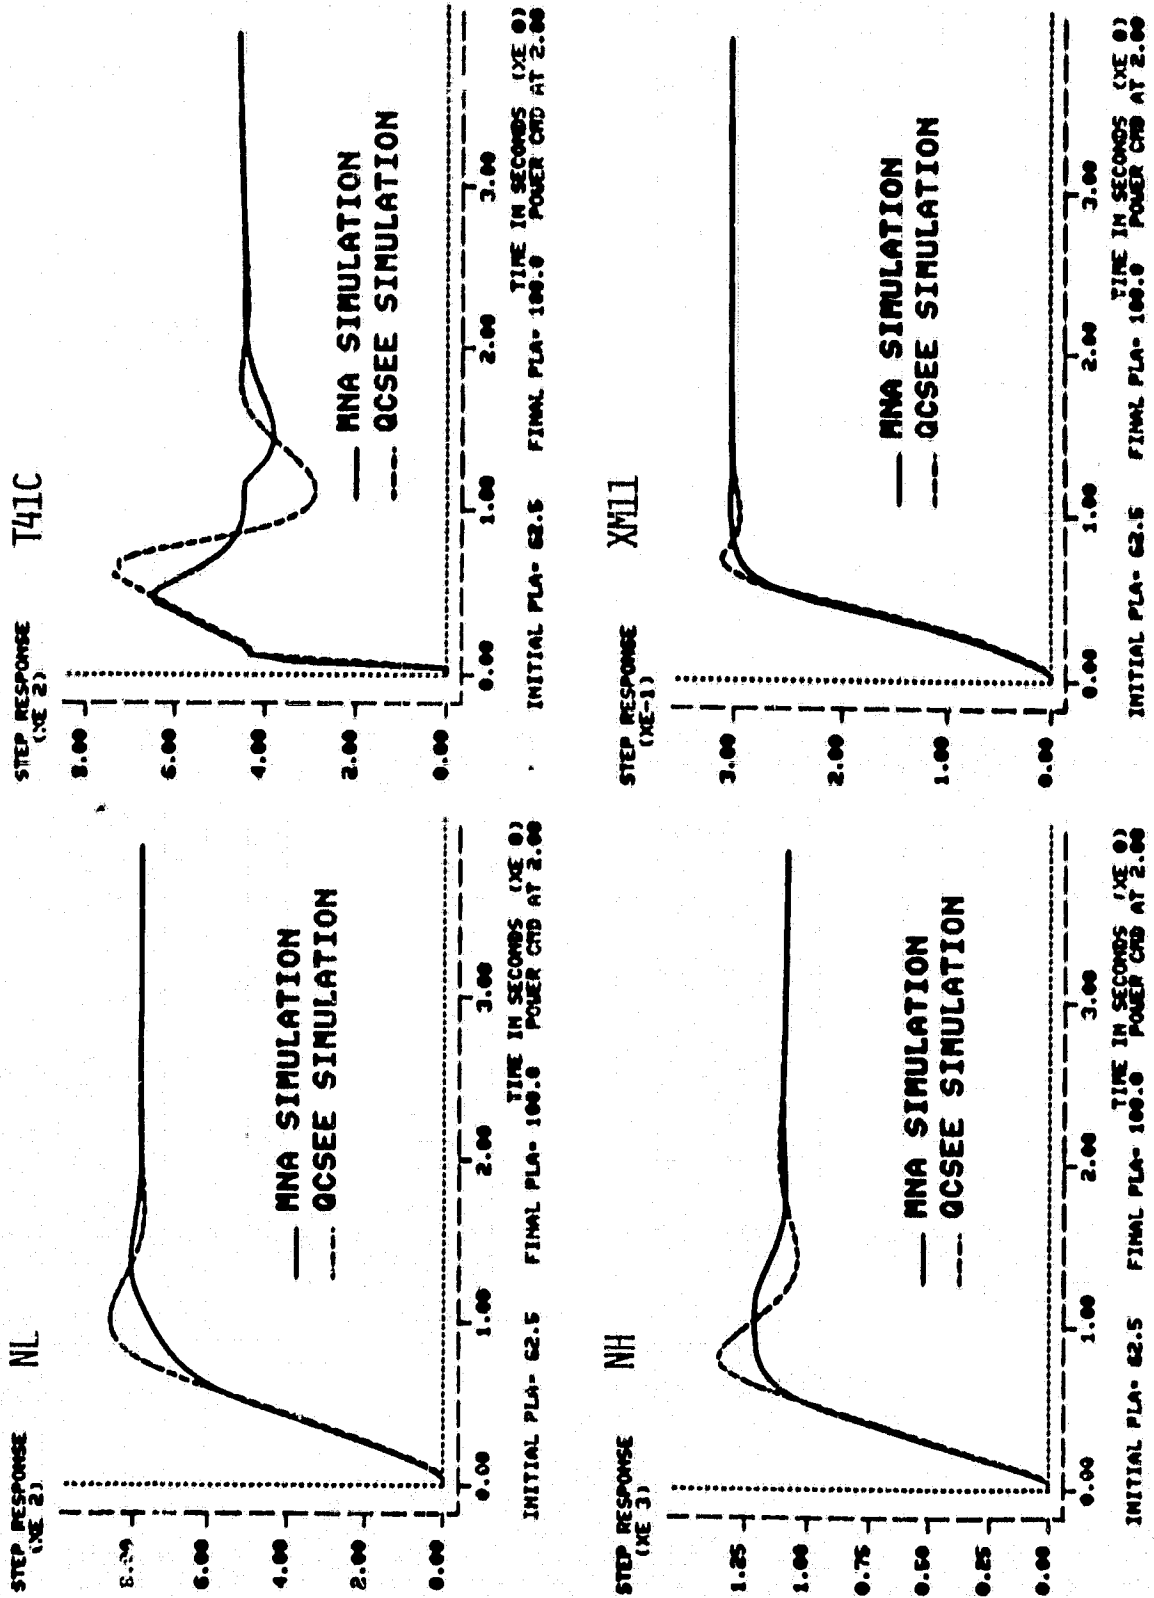 STEP RESPONSE NL
(XE 2)
8.00
6.00
4.00
2.00
0.00
MNA SIMULATION
QCSEE SIMULATION
0.00 1.00 2.00 3.00
TIME IN SECONDS (XE 0)
INITIAL PLA= 62.5 FINAL PLA= 100.0 POWER CMD AT 2.00
STEP RESPONSE T41C
(XE 2)
8.00
6.00
4.00
2.00
0.00
MNA SIMULATION
QCSEE SIMULATION
0.00 1.00 2.00 3.00
TIME IN SECONDS (XE 0)
INITIAL PLA= 62.5 FINAL PLA= 100.0 POWER CMD AT 2.00
STEP RESPONSE NH
(XE 3)
1.25
1.00
0.75
0.50
0.25
0.00
MNA SIMULATION
QCSEE SIMULATION
0.00 1.00 2.00 3.00
TIME IN SECONDS (XE 0)
INITIAL PLA= 62.5 FINAL PLA= 100.0 POWER CMD AT 2.00
STEP RESPONSE XM11
(XE-1)
3.00
2.00
1.00
0.00
MNA SIMULATION
QCSEE SIMULATION
0.00 1.00 2.00 3.00
TIME IN SECONDS (XE 0)
INITIAL PLA= 62.5 FINAL PLA= 100.0 POWER CMD AT 2.00